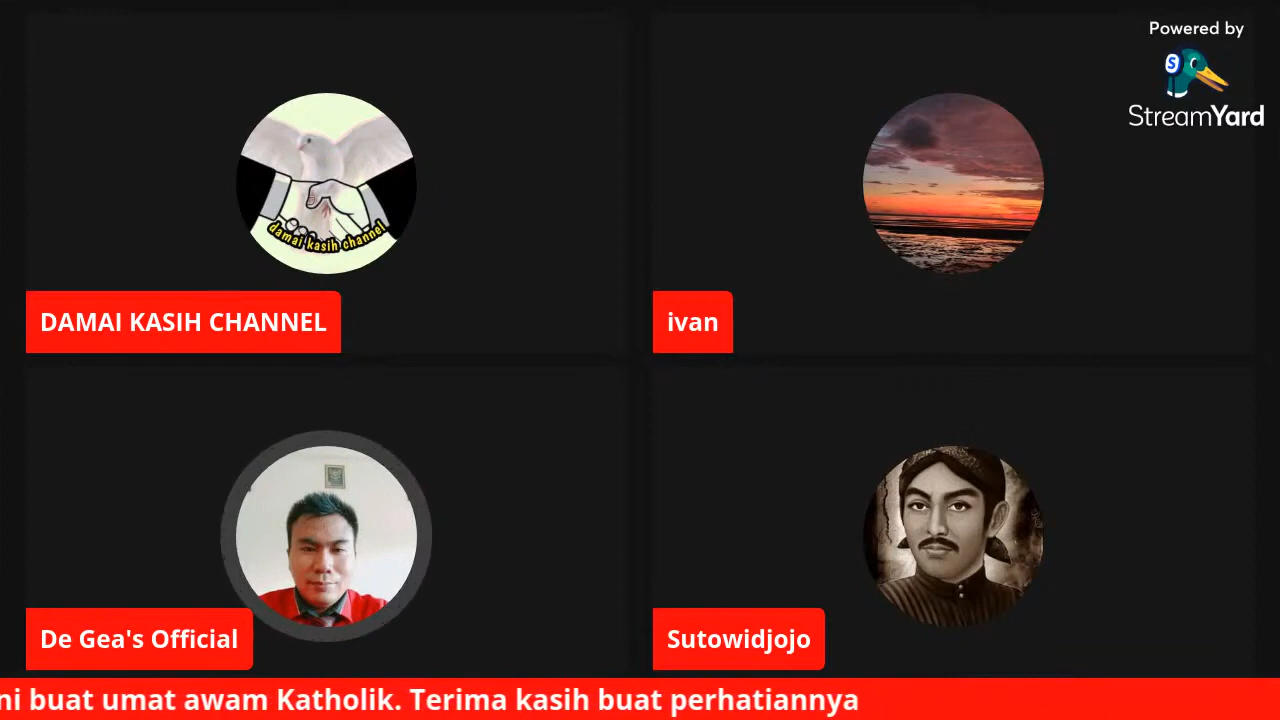 Powered by
S
StreamYard
damai kasih channel
DAMAI KASIH CHANNEL
ivan
De Gea's Official
Sutowidjojo
ni buat umat awam Katholik. Terima kasih buat perhatiannya